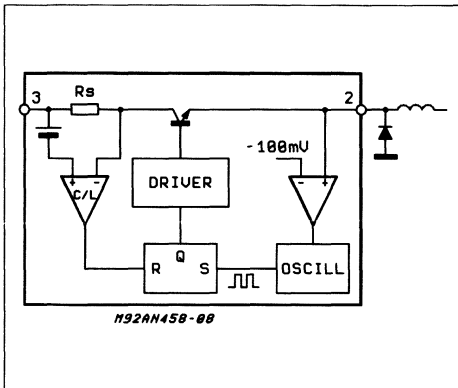 Rs
3
2
-100mV
+
-
C/L
-
+
DRIVER
Q
R
S
OSCILL
M92AN458-08